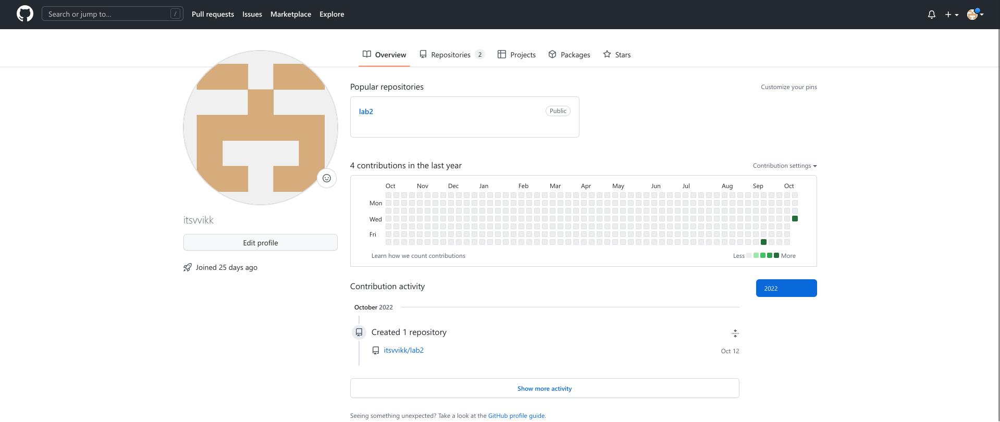 Search or jump to... / Pull requests Issues Marketplace Explore
Overview Repositories 2 Projects Packages Stars
itsvvikk
Edit profile
Joined 25 days ago
Popular repositories Customize your pins
lab2 Public
4 contributions in the last year Contribution settings
Oct Nov Dec Jan Feb Mar Apr May Jun Jul Aug Sep Oct
Mon
Wed
Fri
Learn how we count contributions Less More
Contribution activity 2022
October 2022
Created 1 repository
itsvvikk/lab2 Oct 12
Show more activity
Seeing something unexpected? Take a look at the GitHub profile guide.